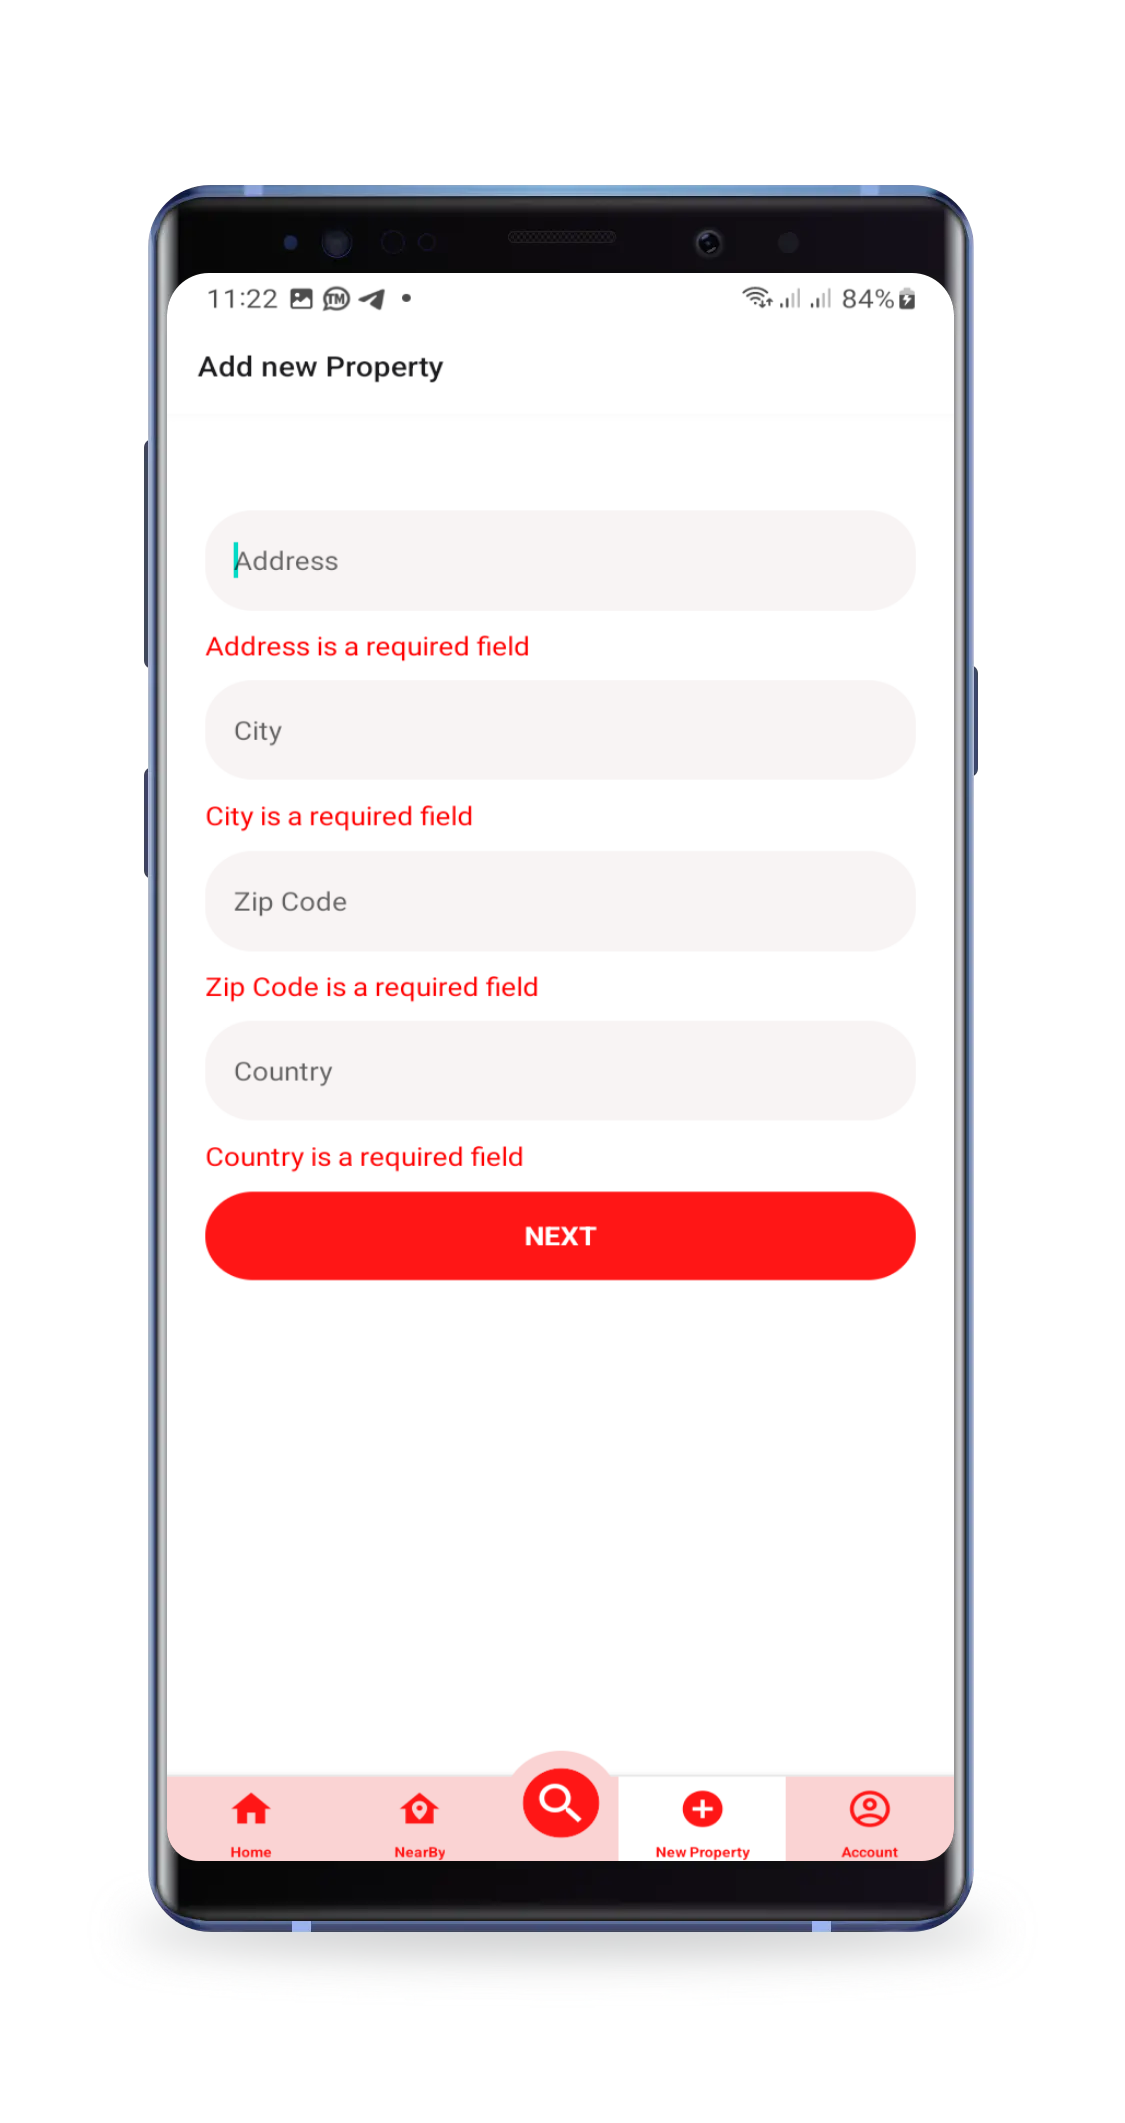 11:22 TM 84%
Add new Property
Address
Address is a required field
City
City is a required field
Zip Code
Zip Code is a required field
Country
Country is a required field
NEXT
Home NearBy New Property Account